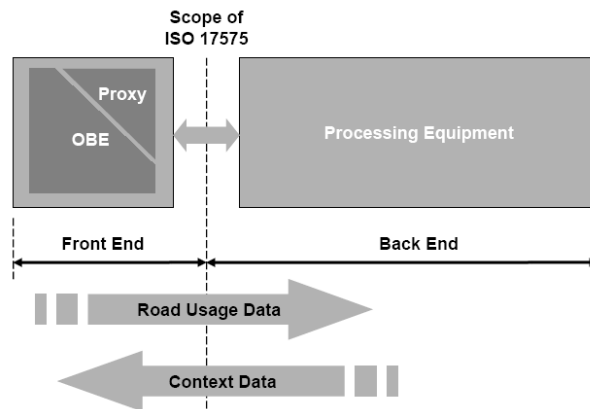 Scope of
ISO 17575
Proxy
OBE
Processing Equipment
Front End
Back End
Road Usage Data
Context Data